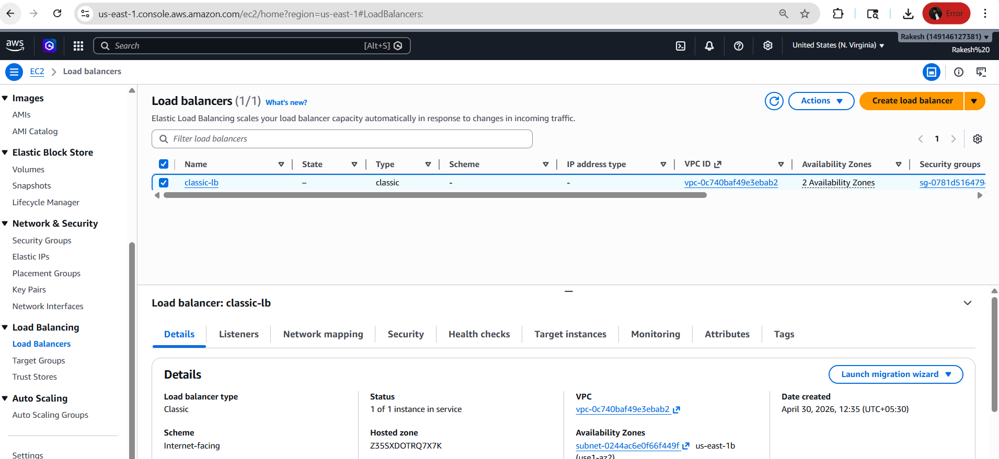 us-east-1.console.aws.amazon.com/ec2/home?region=us-east-1#LoadBalancers:
Error
aws
Search
[Alt+S]
United States (N. Virginia)
Rakesh (149146127381)
Rakesh%20
EC2
Load balancers
Images
AMIs
AMI Catalog
Elastic Block Store
Volumes
Snapshots
Lifecycle Manager
Network & Security
Security Groups
Elastic IPs
Placement Groups
Key Pairs
Network Interfaces
Load Balancing
Load Balancers
Target Groups
Trust Stores
Auto Scaling
Auto Scaling Groups
Settings
Load balancers (1/1) What's new?
Actions
Create load balancer
Elastic Load Balancing scales your load balancer capacity automatically in response to changes in incoming traffic.
Filter load balancers
1
Name State Type Scheme IP address type VPC ID Availability Zones Security groups
classic-lb – classic - - vpc-0c740baf49e3ebab2 2 Availability Zones sg-0781d516479
Load balancer: classic-lb
Details Listeners Network mapping Security Health checks Target instances Monitoring Attributes Tags
Details
Launch migration wizard
Load balancer type
Classic
Status
1 of 1 instance in service
VPC
vpc-0c740baf49e3ebab2
Date created
April 30, 2026, 12:35 (UTC+05:30)
Scheme
Internet-facing
Hosted zone
Z35SXDOTRQ7X7K
Availability Zones
subnet-0244ac6e0f66f449f us-east-1b
(use1-az2)